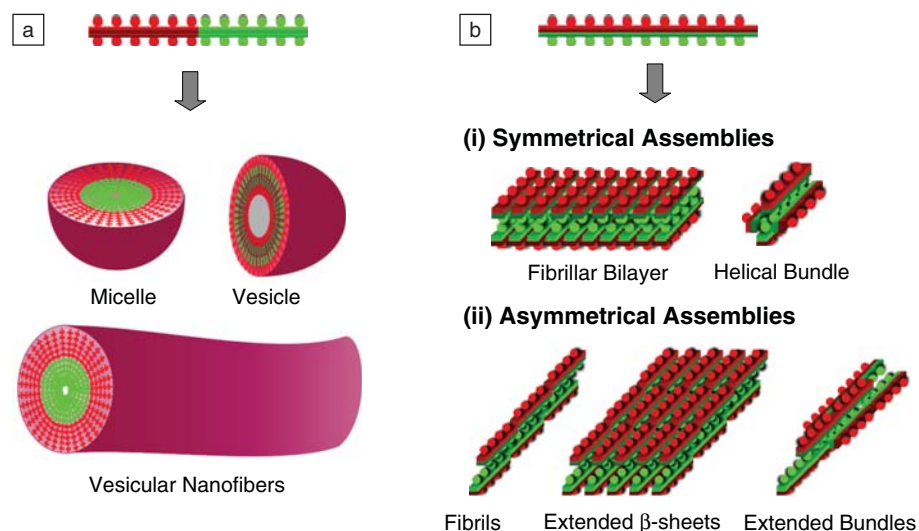 a
Micelle
Vesicle
Vesicular Nanofibers
b
(i) Symmetrical Assemblies
Fibrillar Bilayer
Helical Bundle
(ii) Asymmetrical Assemblies
Fibrils
Extended β-sheets
Extended Bundles